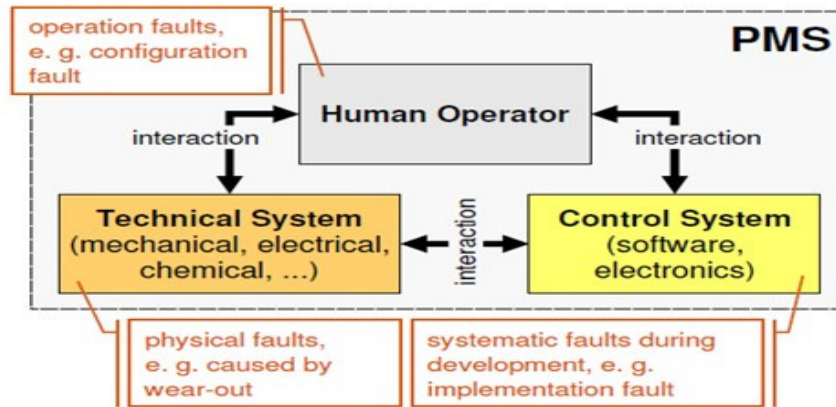 operation faults,
e. g. configuration
fault
PMS
Human Operator
interaction
interaction
Technical System
(mechanical, electrical,
chemical, ...)
interaction
Control System
(software,
electronics)
physical faults,
e. g. caused by
wear-out
systematic faults during
development, e. g.
implementation fault